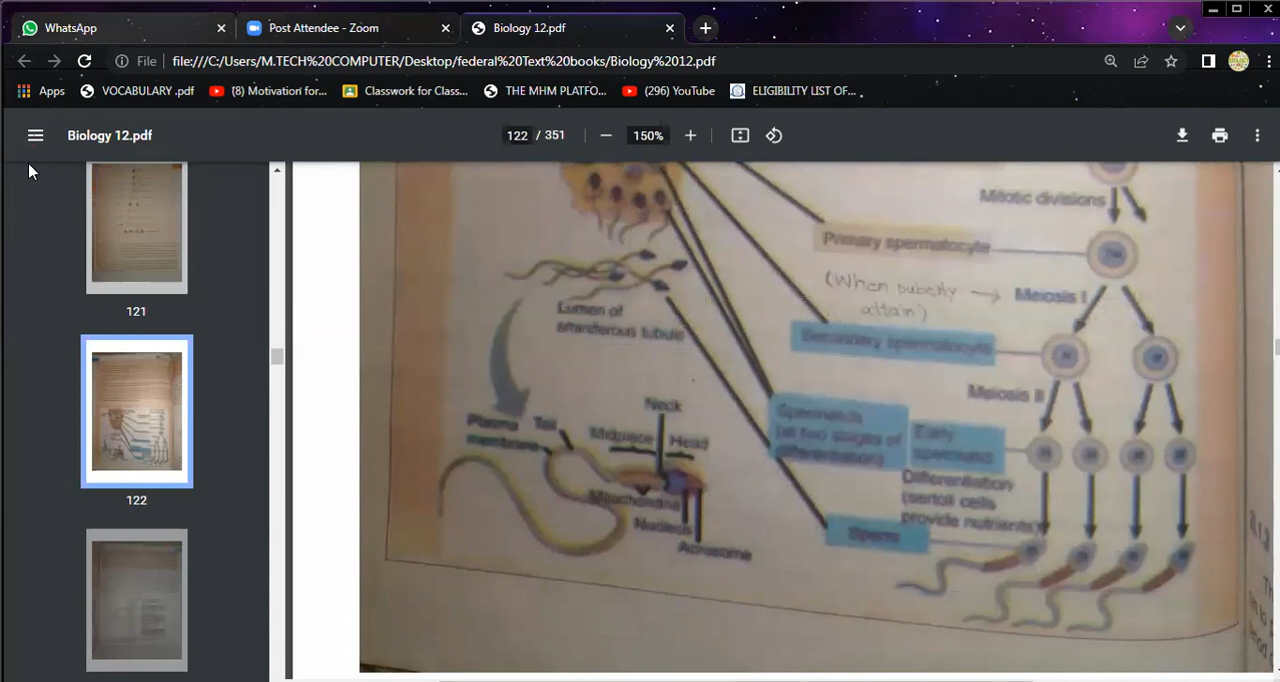 WhatsApp
Post Attendee - Zoom
Biology 12.pdf
File file:///C:/Users/M.TECH%20COMPUTER/Desktop/federal%20Text%20books/Biology%2012.pdf
Apps
VOCABULARY .pdf
(8) Motivation for...
Classwork for Class...
THE MHM PLATFO...
(296) YouTube
ELIGIBILITY LIST OF...
Biology 12.pdf
122 / 351
150%
121
122
Mitotic divisions
Primary spermatocyte
(When puberty attain)
Meiosis I
Lumen of
seminiferous tubule
Secondary spermatocyte
Meiosis II
Neck
Plasma
membrane
Tail
Midpiece
Head
Mitochondria
Nucleus
Acrosome
Spermatids
(at two stages of
differentiation)
Early
spermatid
Differentiation
(sertoli cells
provide nutrients)
Sperm